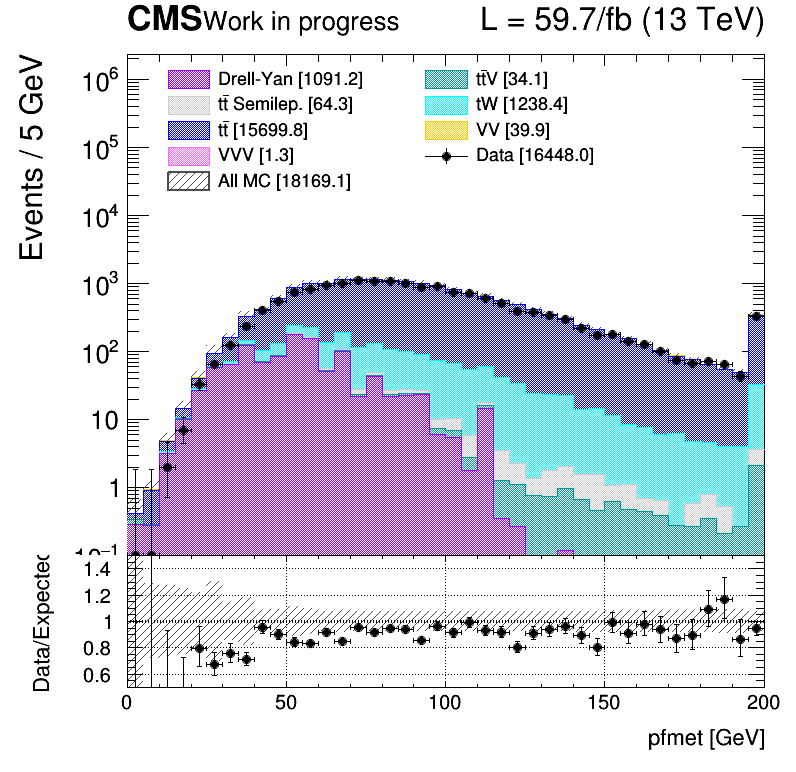 CMS Work in progress L = 59.7/fb (13 TeV)
Events / 5 GeV
10⁶
10⁵
10⁴
10³
10²
10
1
10⁻¹
Drell-Yan [1091.2]
tt̄ Semilep. [64.3]
tt̄ [15699.8]
VVV [1.3]
All MC [18169.1]
tt̄V [34.1]
tW [1238.4]
VV [39.9]
Data [16448.0]
Data/Expected
1.4
1.2
1
0.8
0.6
0 50 100 150 200
pfmet [GeV]